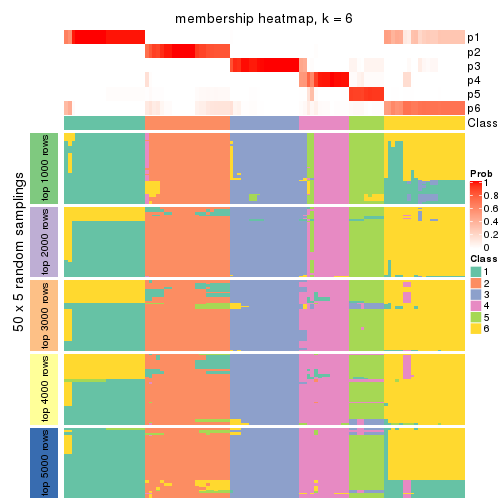 membership heatmap, k = 6
p1
p2
p3
p4
p5
p6
Class
50 x 5 random samplings
top 1000 rows
top 2000 rows
top 3000 rows
top 4000 rows
top 5000 rows
Prob
1
0.8
0.6
0.4
0.2
0
Class
1
2
3
4
5
6